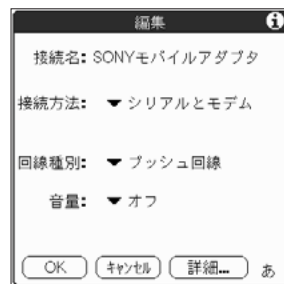 編集
接続名: SONYモバイルアダプタ
接続方法: ▼シリアルとモデム
回線種別: ▼プッシュ回線
音量: ▼オフ
OK キャンセル 詳細... あ